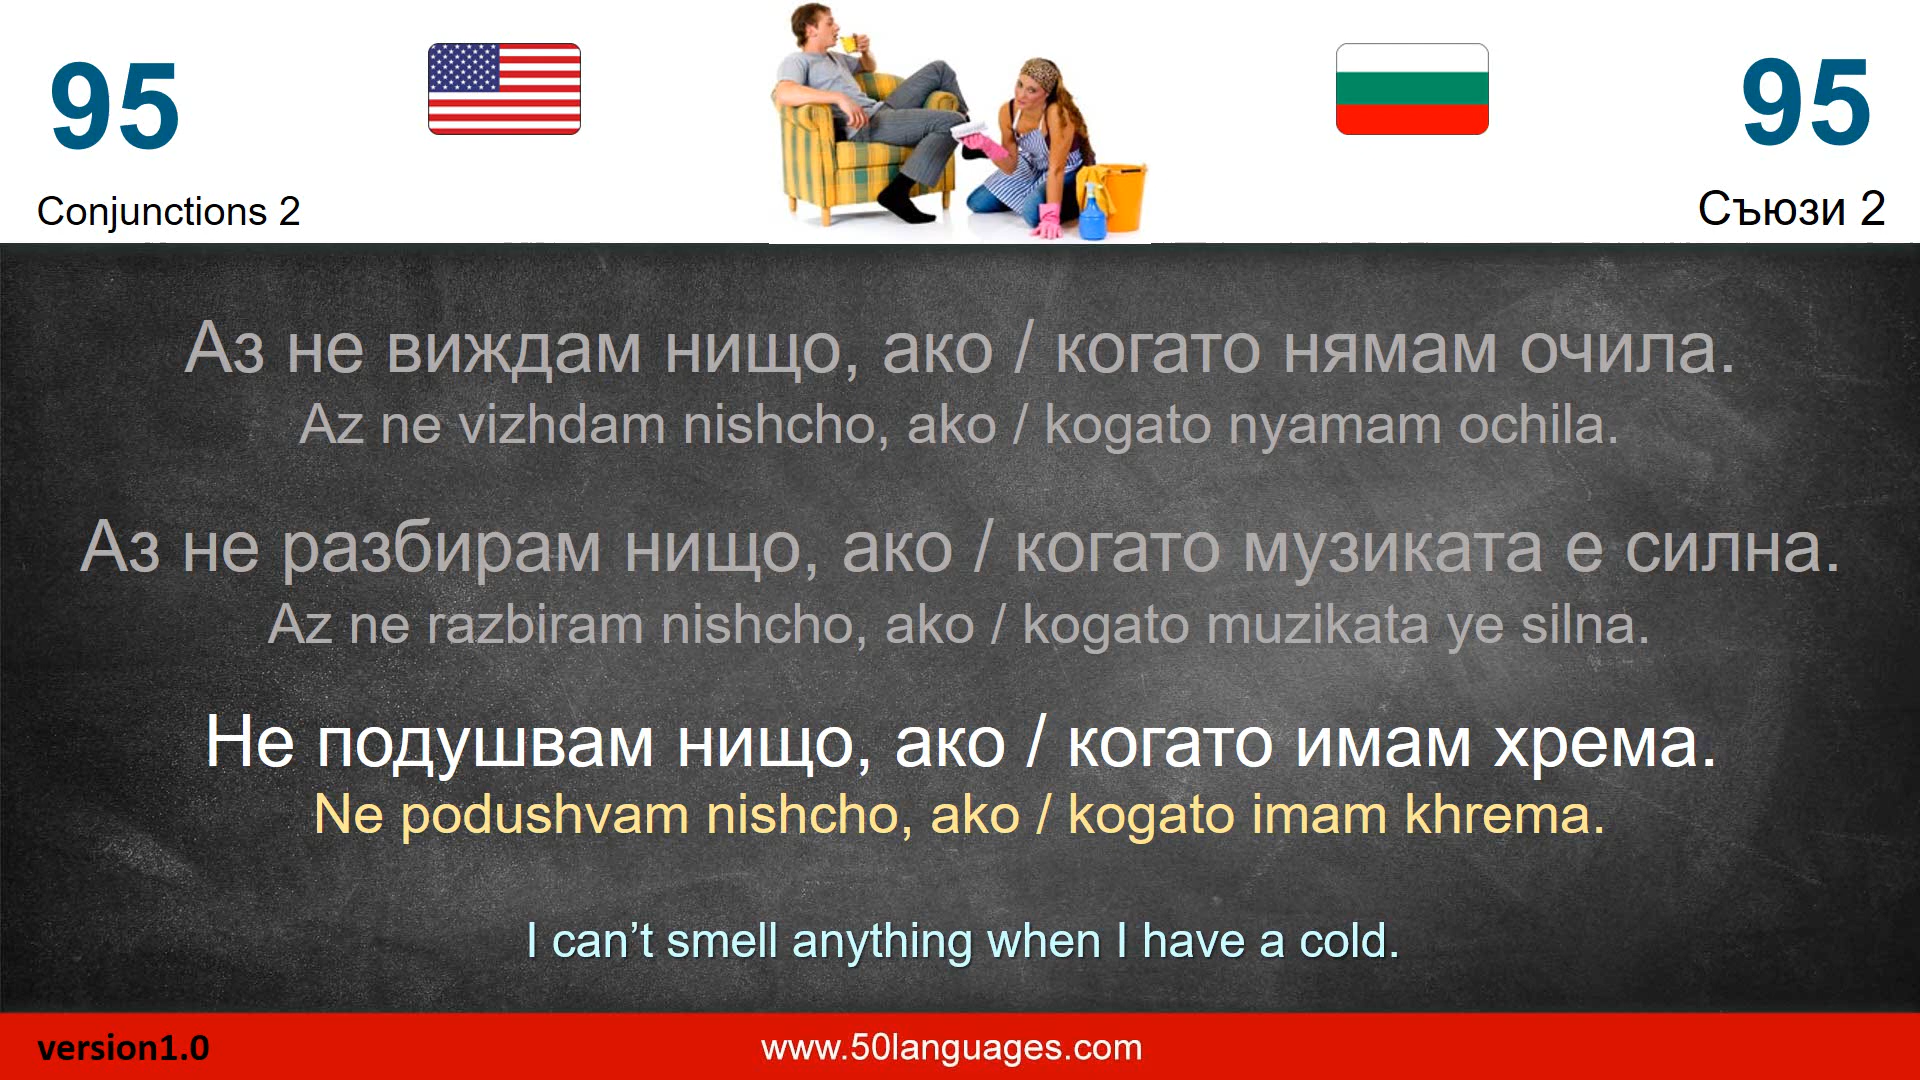 95
95
Conjunctions 2
Съюзи 2
Аз не виждам нищо, ако / когато нямам очила.
Az ne vizhdam nishcho, ako / kogato nyamam ochila.
Аз не разбирам нищо, ако / когато музиката е силна.
Az ne razbiram nishcho, ako / kogato muzikata ye silna.
Не подушвам нищо, ако / когато имам хрема.
Ne podushvam nishcho, ako / kogato imam khrema.
I can’t smell anything when I have a cold.
version1.0
www.50languages.com